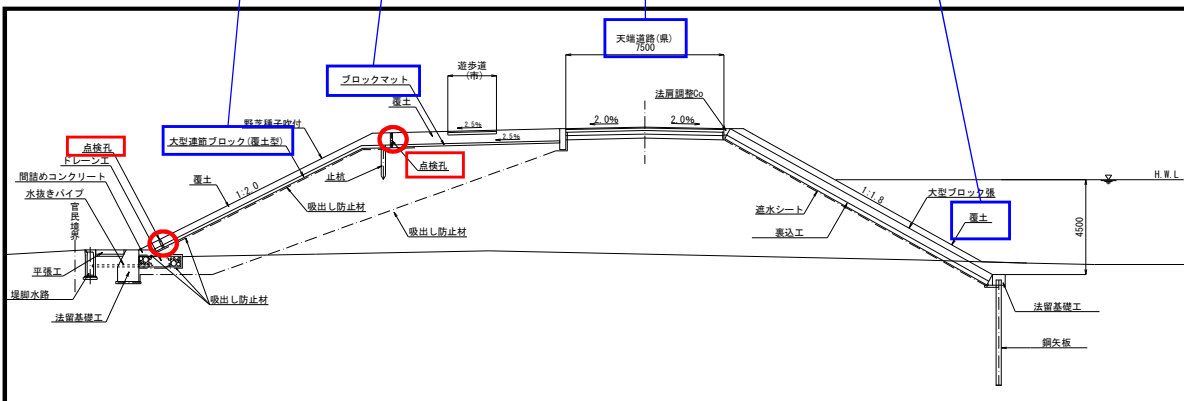 天端道路(県)
7500
遊歩道
(市)
ブロックマット
覆土
法肩調整Co
2.0%
2.0%
2.5%
2.5%
野芝種子吹付
大型連節ブロック(覆土型)
点検孔
点検孔
ドレーン工
間詰めコンクリート
水抜きパイプ
覆土
1:2.0
止杭
吸出し防止材
吸出し防止材
官民境界
H.W.L
1:1.8
大型ブロック張
遮水シート
覆土
裏込工
4500
平張工
堤脚水路
吸出し防止材
法留基礎工
法留基礎工
鋼矢板